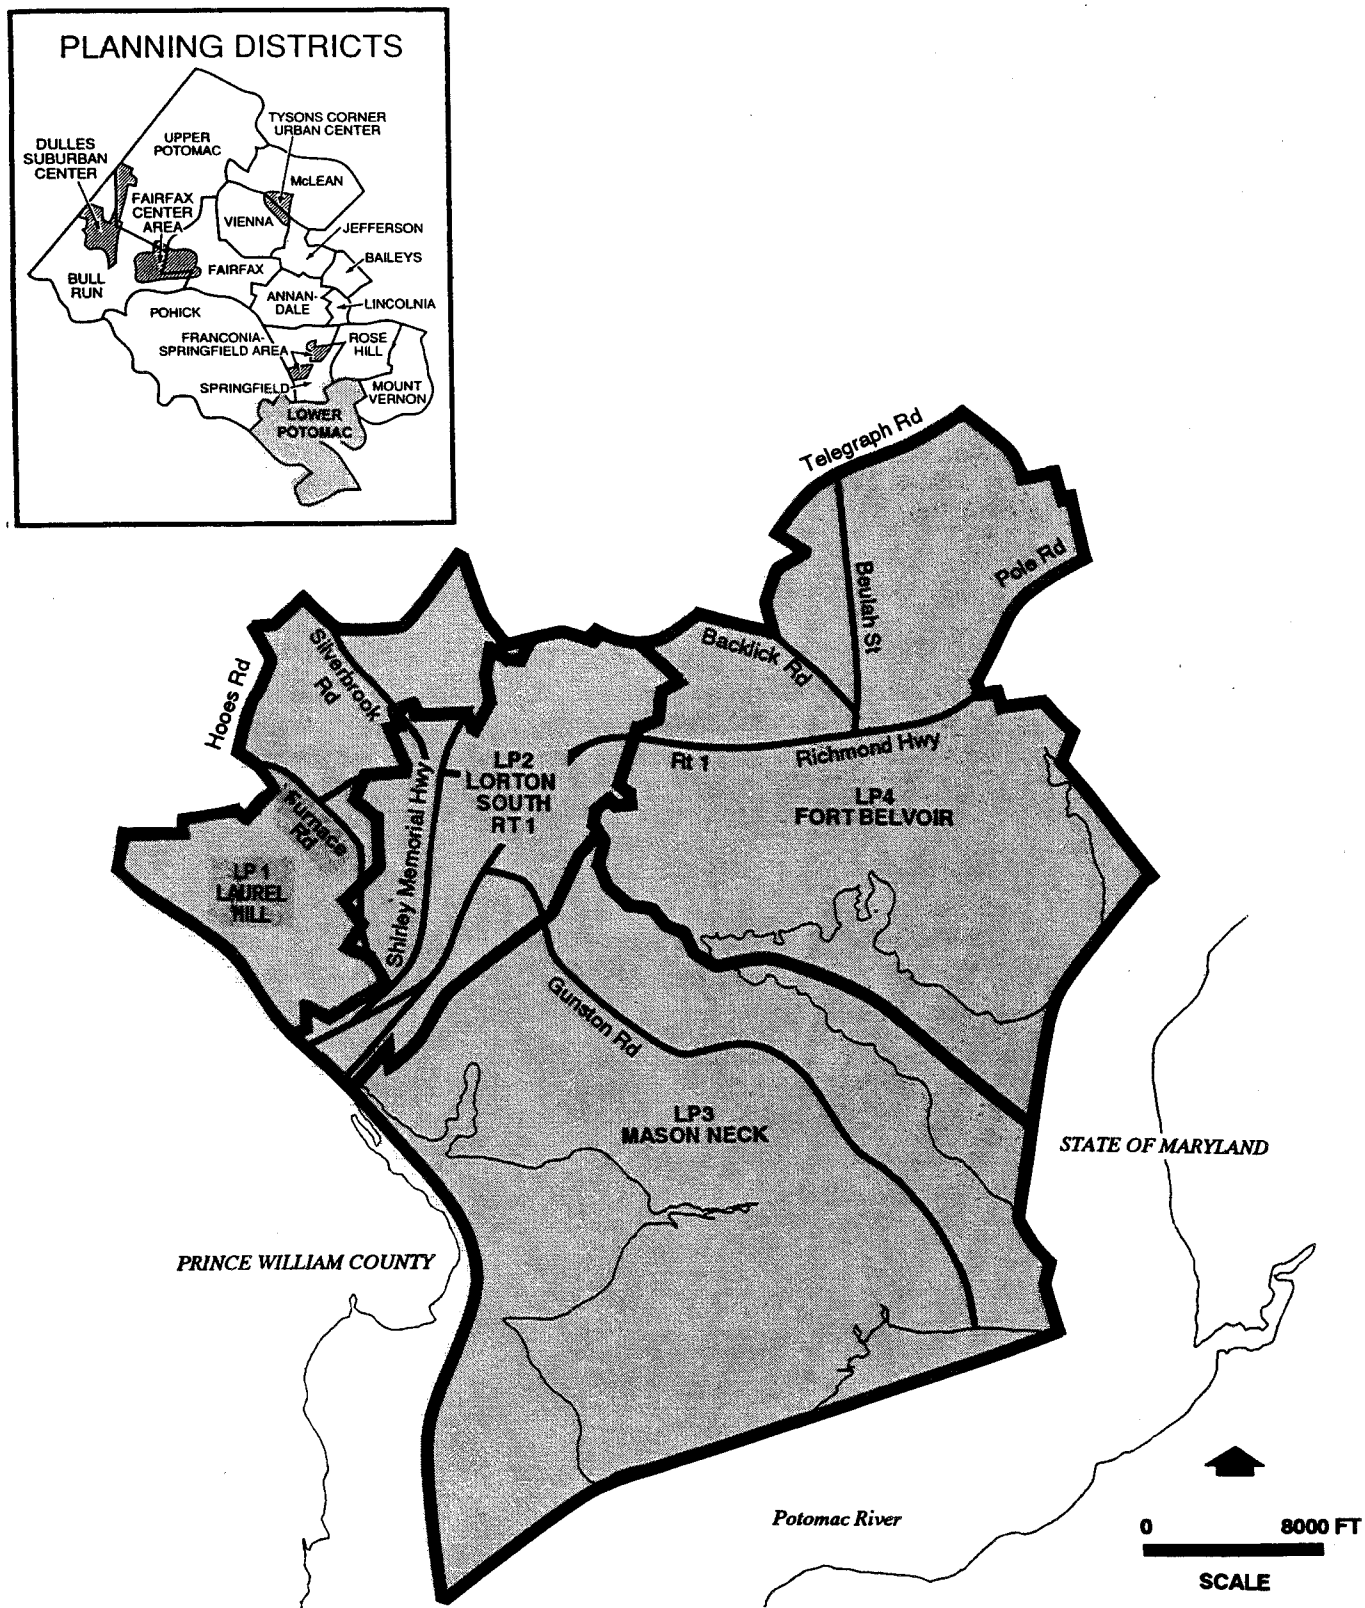 PLANNING DISTRICTS
TYSONS CORNER
URBAN CENTER
UPPER
POTOMAC
DULLES
SUBURBAN
CENTER
McLEAN
FAIRFAX
CENTER
AREA
VIENNA
JEFFERSON
BAILEYS
FAIRFAX
BULL
RUN
ANNAN-
DALE
LINCOLNIA
POHICK
FRANCONIA-
SPRINGFIELD AREA
ROSE
HILL
SPRINGFIELD
MOUNT
VERNON
LOWER
POTOMAC
Telegraph Rd
Pole Rd
Beulah St
Backlick Rd
Silverbrook
Rd
Hooes Rd
Rt 1
Richmond Hwy
LP2
LORTON
SOUTH
RT 1
LP4
FORT BELVOIR
Furnace
Rd
Shirley Memorial Hwy
LP 1
LAUREL
HILL
Gunston Rd
LP3
MASON NECK
STATE OF MARYLAND
PRINCE WILLIAM COUNTY
Potomac River
0 8000 FT
SCALE